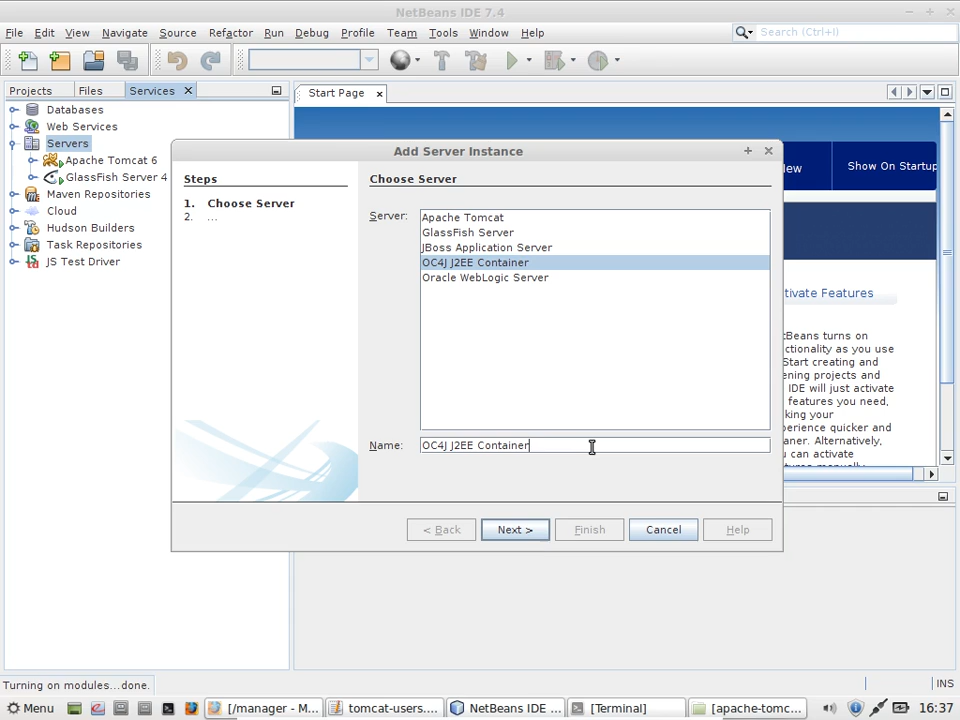 NetBeans IDE 7.4
File Edit View Navigate Source Refactor Run Debug Profile Team Tools Window Help
Search (Ctrl+I)
Projects Files Services
Start Page
Databases
Web Services
Servers
Apache Tomcat 6
GlassFish Server 4
Maven Repositories
Cloud
Hudson Builders
Task Repositories
JS Test Driver
Add Server Instance
Steps
1. Choose Server
2. ...
Choose Server
Server:
Apache Tomcat
GlassFish Server
JBoss Application Server
OC4J J2EE Container
Oracle WebLogic Server
Name: OC4J J2EE Container
< Back Next > Finish Cancel Help
Show On Startup
tivate Features
tBeans turns on
ctionality as you use
Start creating and
ening projects and
IDE will just activate
features you need,
king your
perience quicker and
aner. Alternatively,
u can activate
Turning on modules...done.
INS
Menu
[/manager - M...
tomcat-users....
NetBeans IDE ...
[Terminal]
[apache-tomc...
16:37